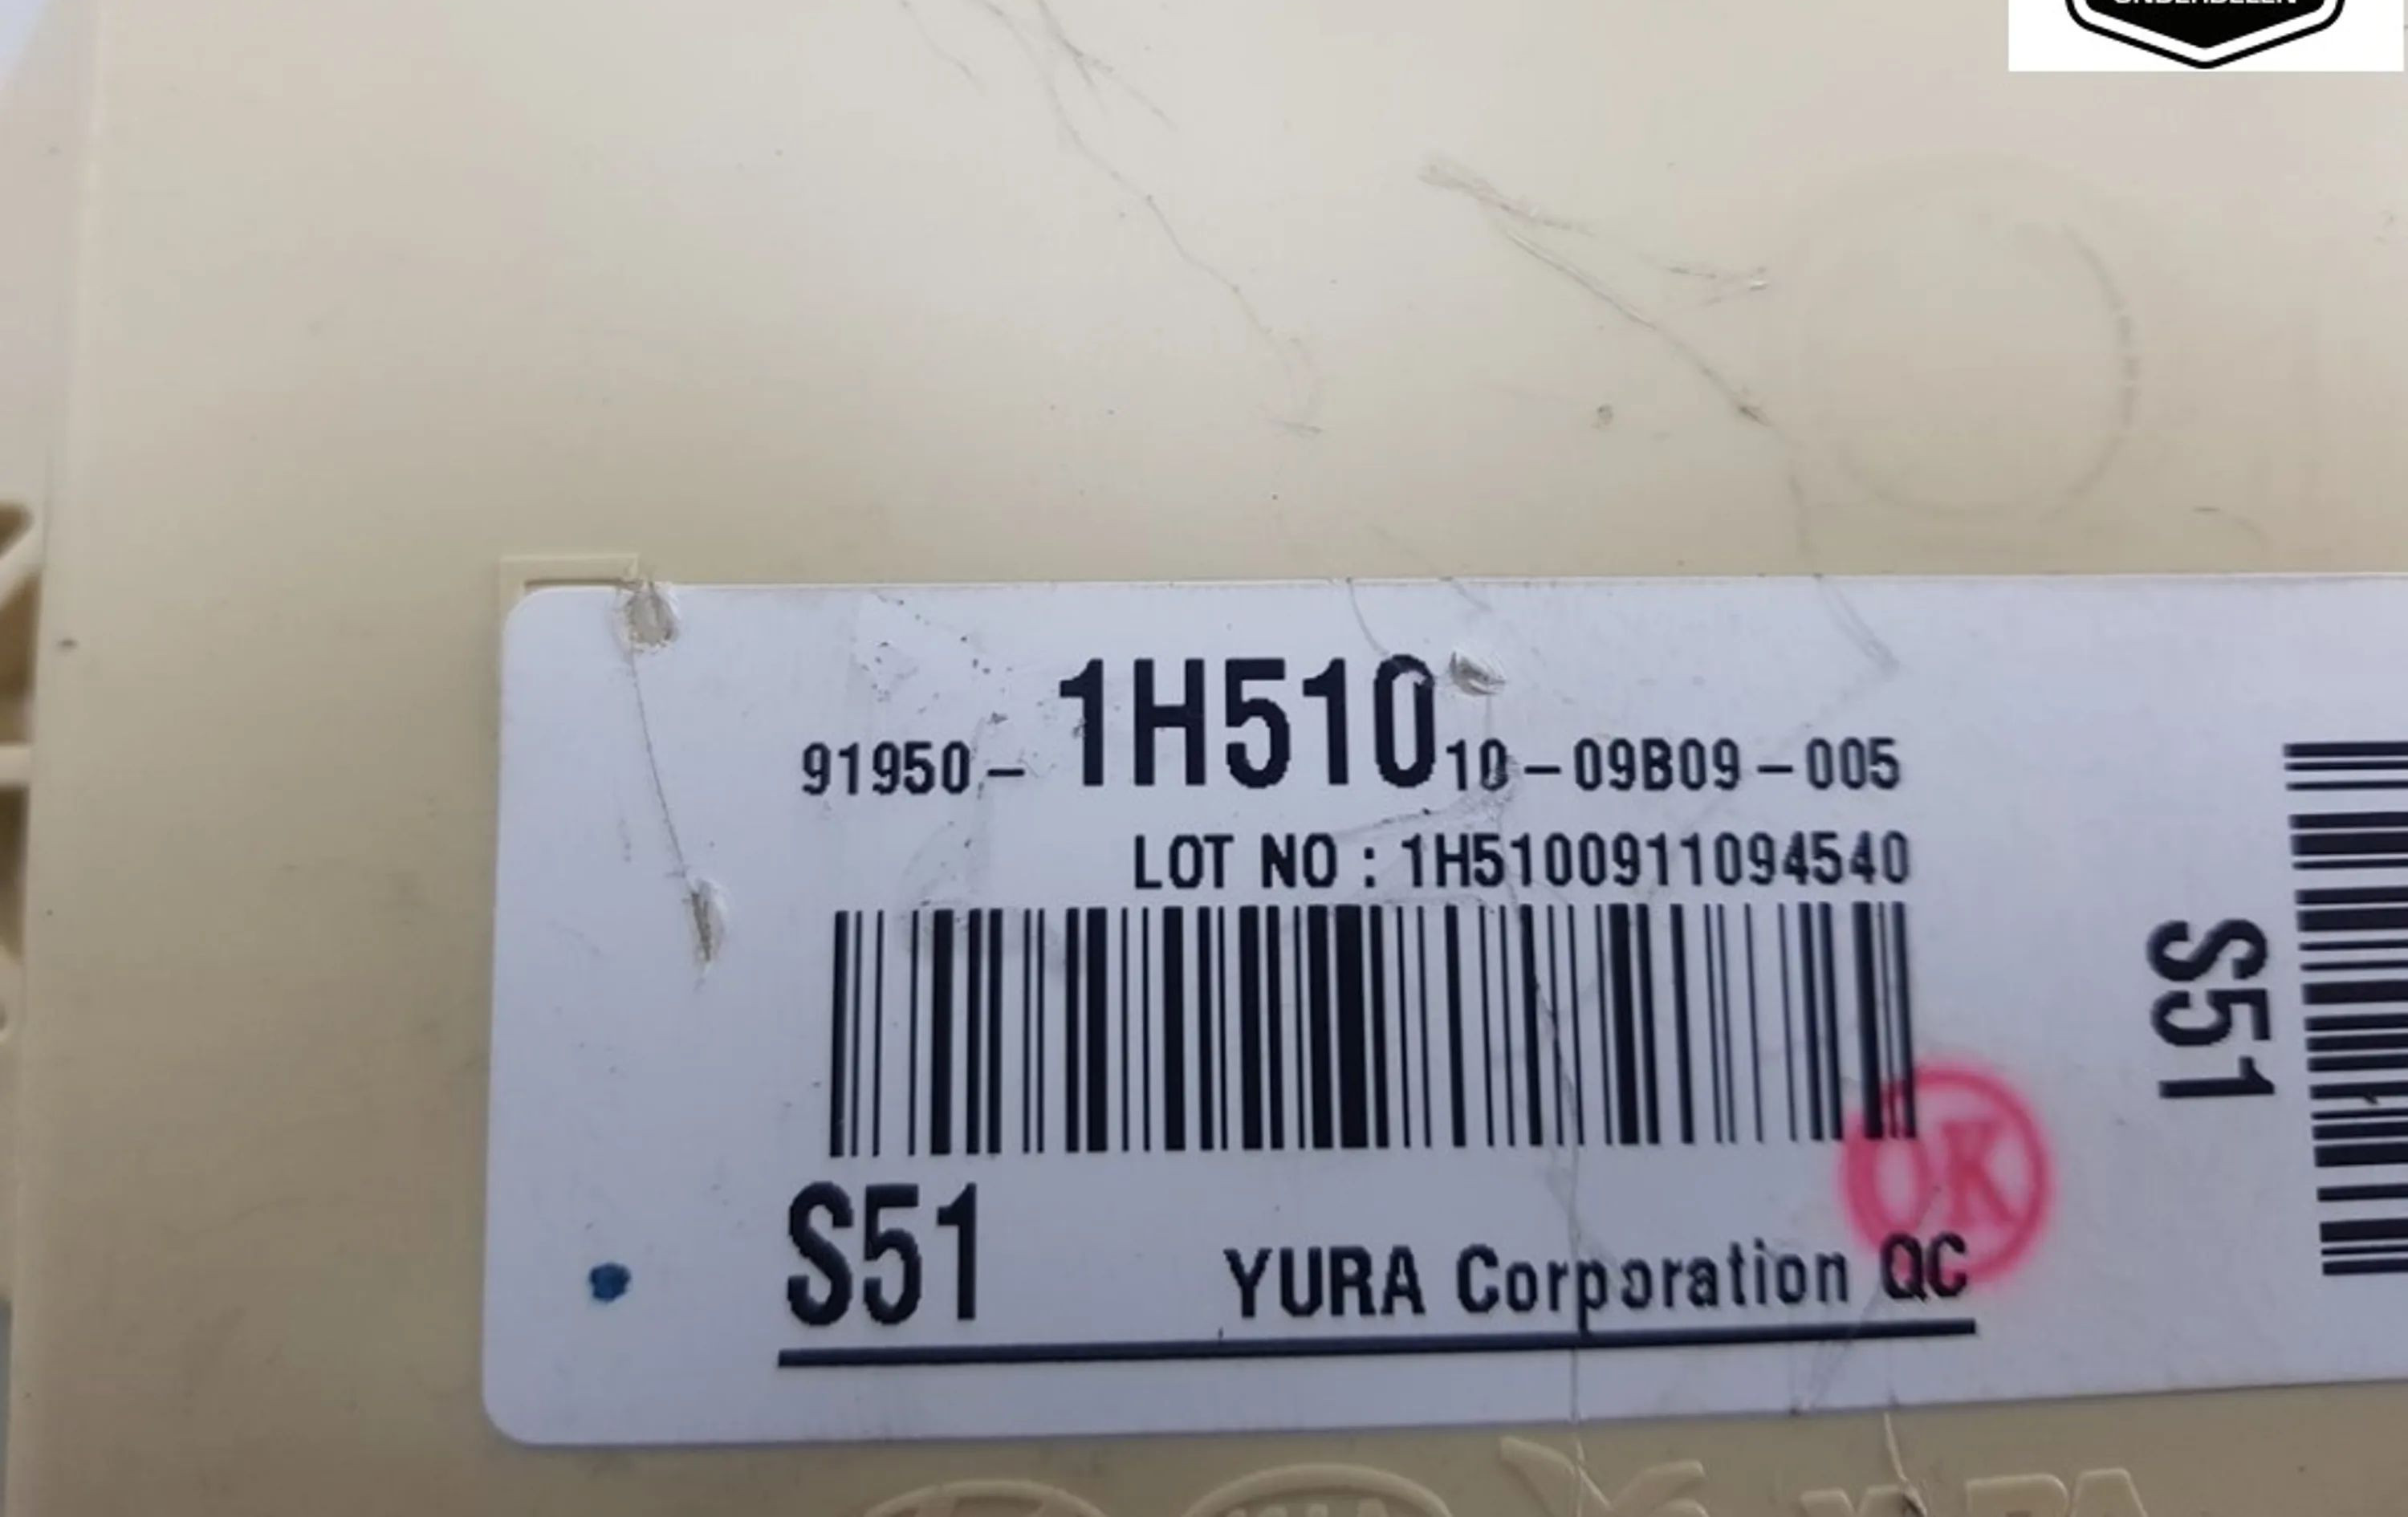 91950- 1H510 10-09B09-005
LOT NO : 1H5100911094540
S51
YURA Corporation QC
OK
S51